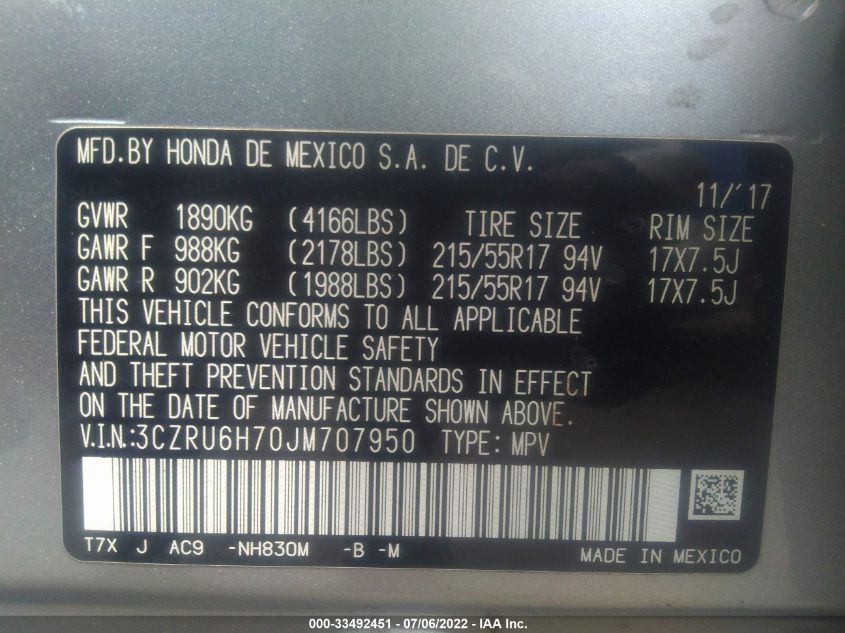 MFD.BY HONDA DE MEXICO S.A. DE C.V.
11/'17
GVWR 1890KG (4166LBS) TIRE SIZE RIM SIZE
GAWR F 988KG (2178LBS) 215/55R17 94V 17X7.5J
GAWR R 902KG (1988LBS) 215/55R17 94V 17X7.5J
THIS VEHICLE CONFORMS TO ALL APPLICABLE
FEDERAL MOTOR VEHICLE SAFETY
AND THEFT PREVENTION STANDARDS IN EFFECT
ON THE DATE OF MANUFACTURE SHOWN ABOVE.
V.I.N.:3CZRU6H70JM707950 TYPE: MPV
T7X J AC9 -NH830M -B -M MADE IN MEXICO
000-33492451 - 07/06/2022 - IAA Inc.